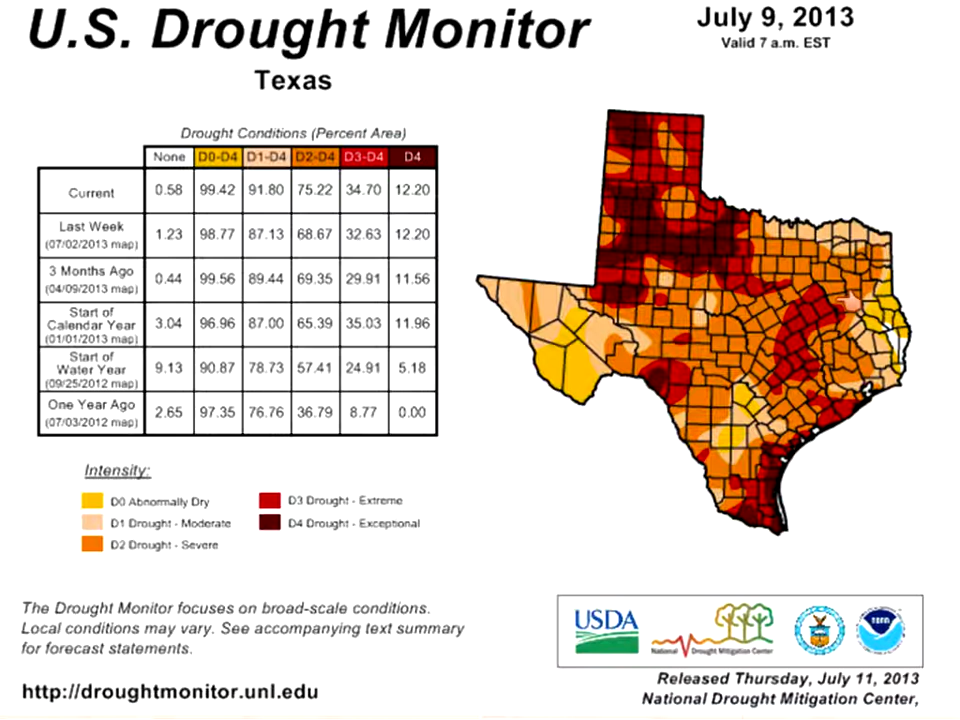 U.S. Drought Monitor
Texas
July 9, 2013
Valid 7 a.m. EST
Drought Conditions (Percent Area)
None D0-D4 D1-D4 D2-D4 D3-D4 D4
Current 0.58 99.42 91.80 75.22 34.70 12.20
Last Week
(07/02/2013 map) 1.23 98.77 87.13 68.67 32.63 12.20
3 Months Ago
(04/09/2013 map) 0.44 99.56 89.44 69.35 29.91 11.56
Start of
Calendar Year
(01/01/2013 map) 3.04 96.96 87.00 65.39 35.03 11.96
Start of
Water Year
(09/25/2012 map) 9.13 90.87 78.73 57.41 24.91 5.18
One Year Ago
(07/03/2012 map) 2.65 97.35 76.76 36.79 8.77 0.00
Intensity:
D0 Abnormally Dry
D1 Drought - Moderate
D2 Drought - Severe
D3 Drought - Extreme
D4 Drought - Exceptional
The Drought Monitor focuses on broad-scale conditions.
Local conditions may vary. See accompanying text summary
for forecast statements.
http://droughtmonitor.unl.edu
USDA
National Drought Mitigation Center
Released Thursday, July 11, 2013
National Drought Mitigation Center,